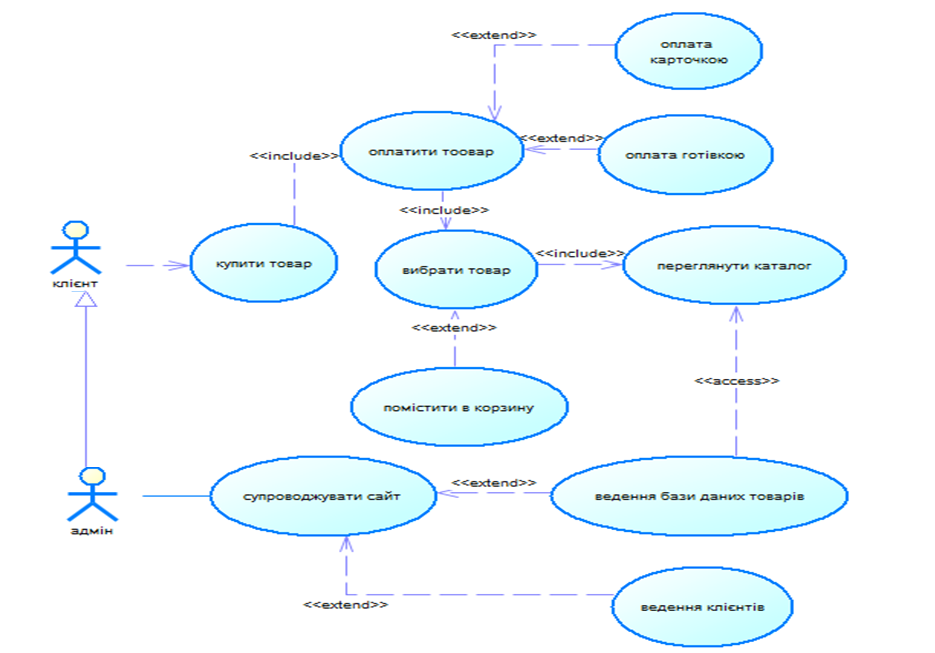 <<extend>>
оплата
карточкою
<<extend>>
оплатити тоовар
оплата готівкою
<<include>>
<<include>>
клієнт
купити товар
вибрати товар
<<include>>
переглянути каталог
<<extend>>
<<access>>
помістити в корзину
адмін
супроводжувати сайт
<<extend>>
ведення бази даних товарів
<<extend>>
ведення клієнтів